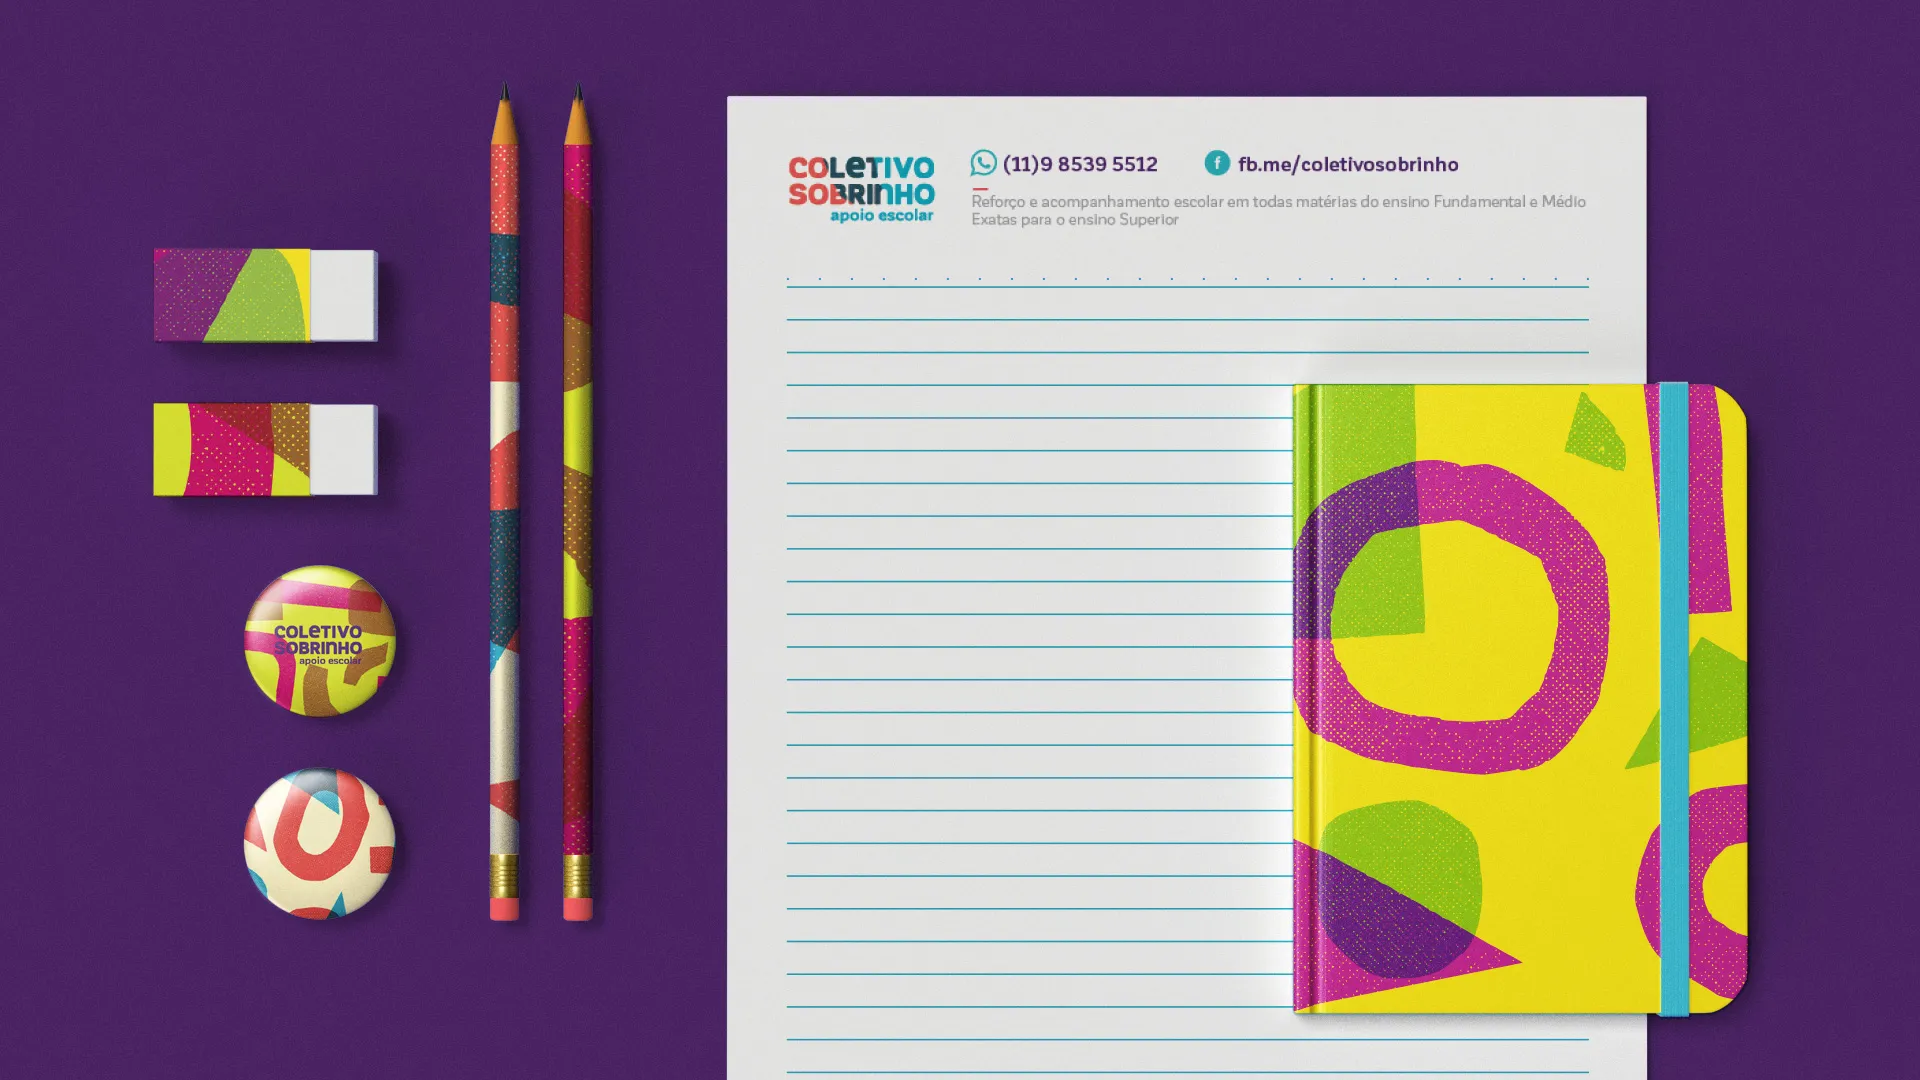 COLETIVO
SOBRINHO
apoio escolar
(11)9 8539 5512
fb.me/coletivosobrinho
Reforço e acompanhamento escolar em todas matérias do ensino Fundamental e Médio
Exatas para o ensino Superior
COLETIVO
SOBRINHO
apoio escolar